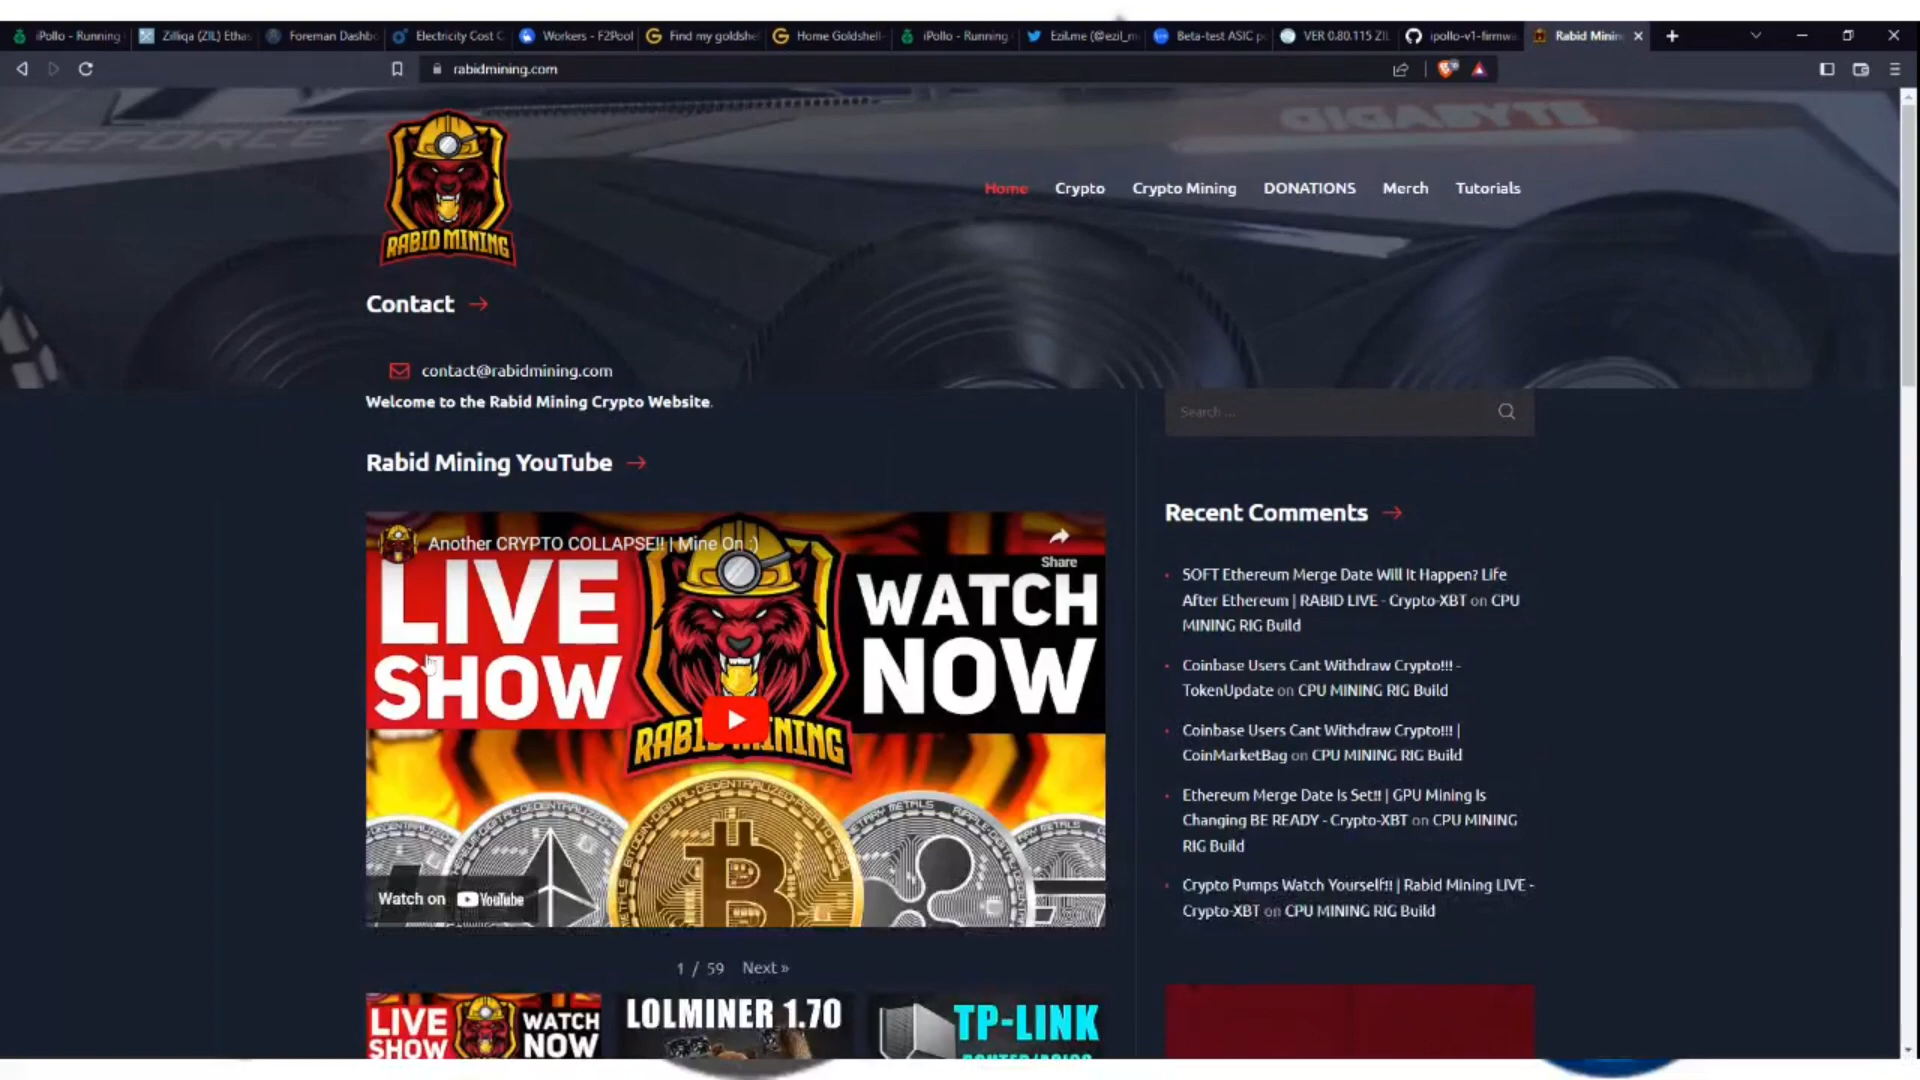 iPollo - Running
Zilliqa (ZIL) Ethas
Foreman Dashbo
Electricity Cost C
Workers - F2Pool
Find my goldshe
Home Goldshell-
iPollo - Running
Ezil.me (@ezil_m
Beta-test ASIC p
VER 0.80.115 ZIL
ipollo-v1-firmwa
Rabid Minin
rabidmining.com
GEFORCE
GIGABYTE
RABID MINING
Home
Crypto
Crypto Mining
DONATIONS
Merch
Tutorials
Contact
contact@rabidmining.com
Welcome to the Rabid Mining Crypto Website.
Search ...
Rabid Mining YouTube
Another CRYPTO COLLAPSE!! | Mine On :)
Share
LIVE
SHOW
WATCH
NOW
RABID MINING
DECENTRALIZED
Watch on YouTube
1 / 59 Next »
LIVE
SHOW
WATCH
NOW
LOLMINER 1.70
TP-LINK
Recent Comments
SOFT Ethereum Merge Date Will It Happen? Life
After Ethereum | RABID LIVE - Crypto-XBT on CPU
MINING RIG Build
Coinbase Users Cant Withdraw Crypto!!! -
TokenUpdate on CPU MINING RIG Build
Coinbase Users Cant Withdraw Crypto!!! |
CoinMarketBag on CPU MINING RIG Build
Ethereum Merge Date Is Set!! | GPU Mining Is
Changing BE READY - Crypto-XBT on CPU MINING
RIG Build
Crypto Pumps Watch Yourself!! | Rabid Mining LIVE -
Crypto-XBT on CPU MINING RIG Build